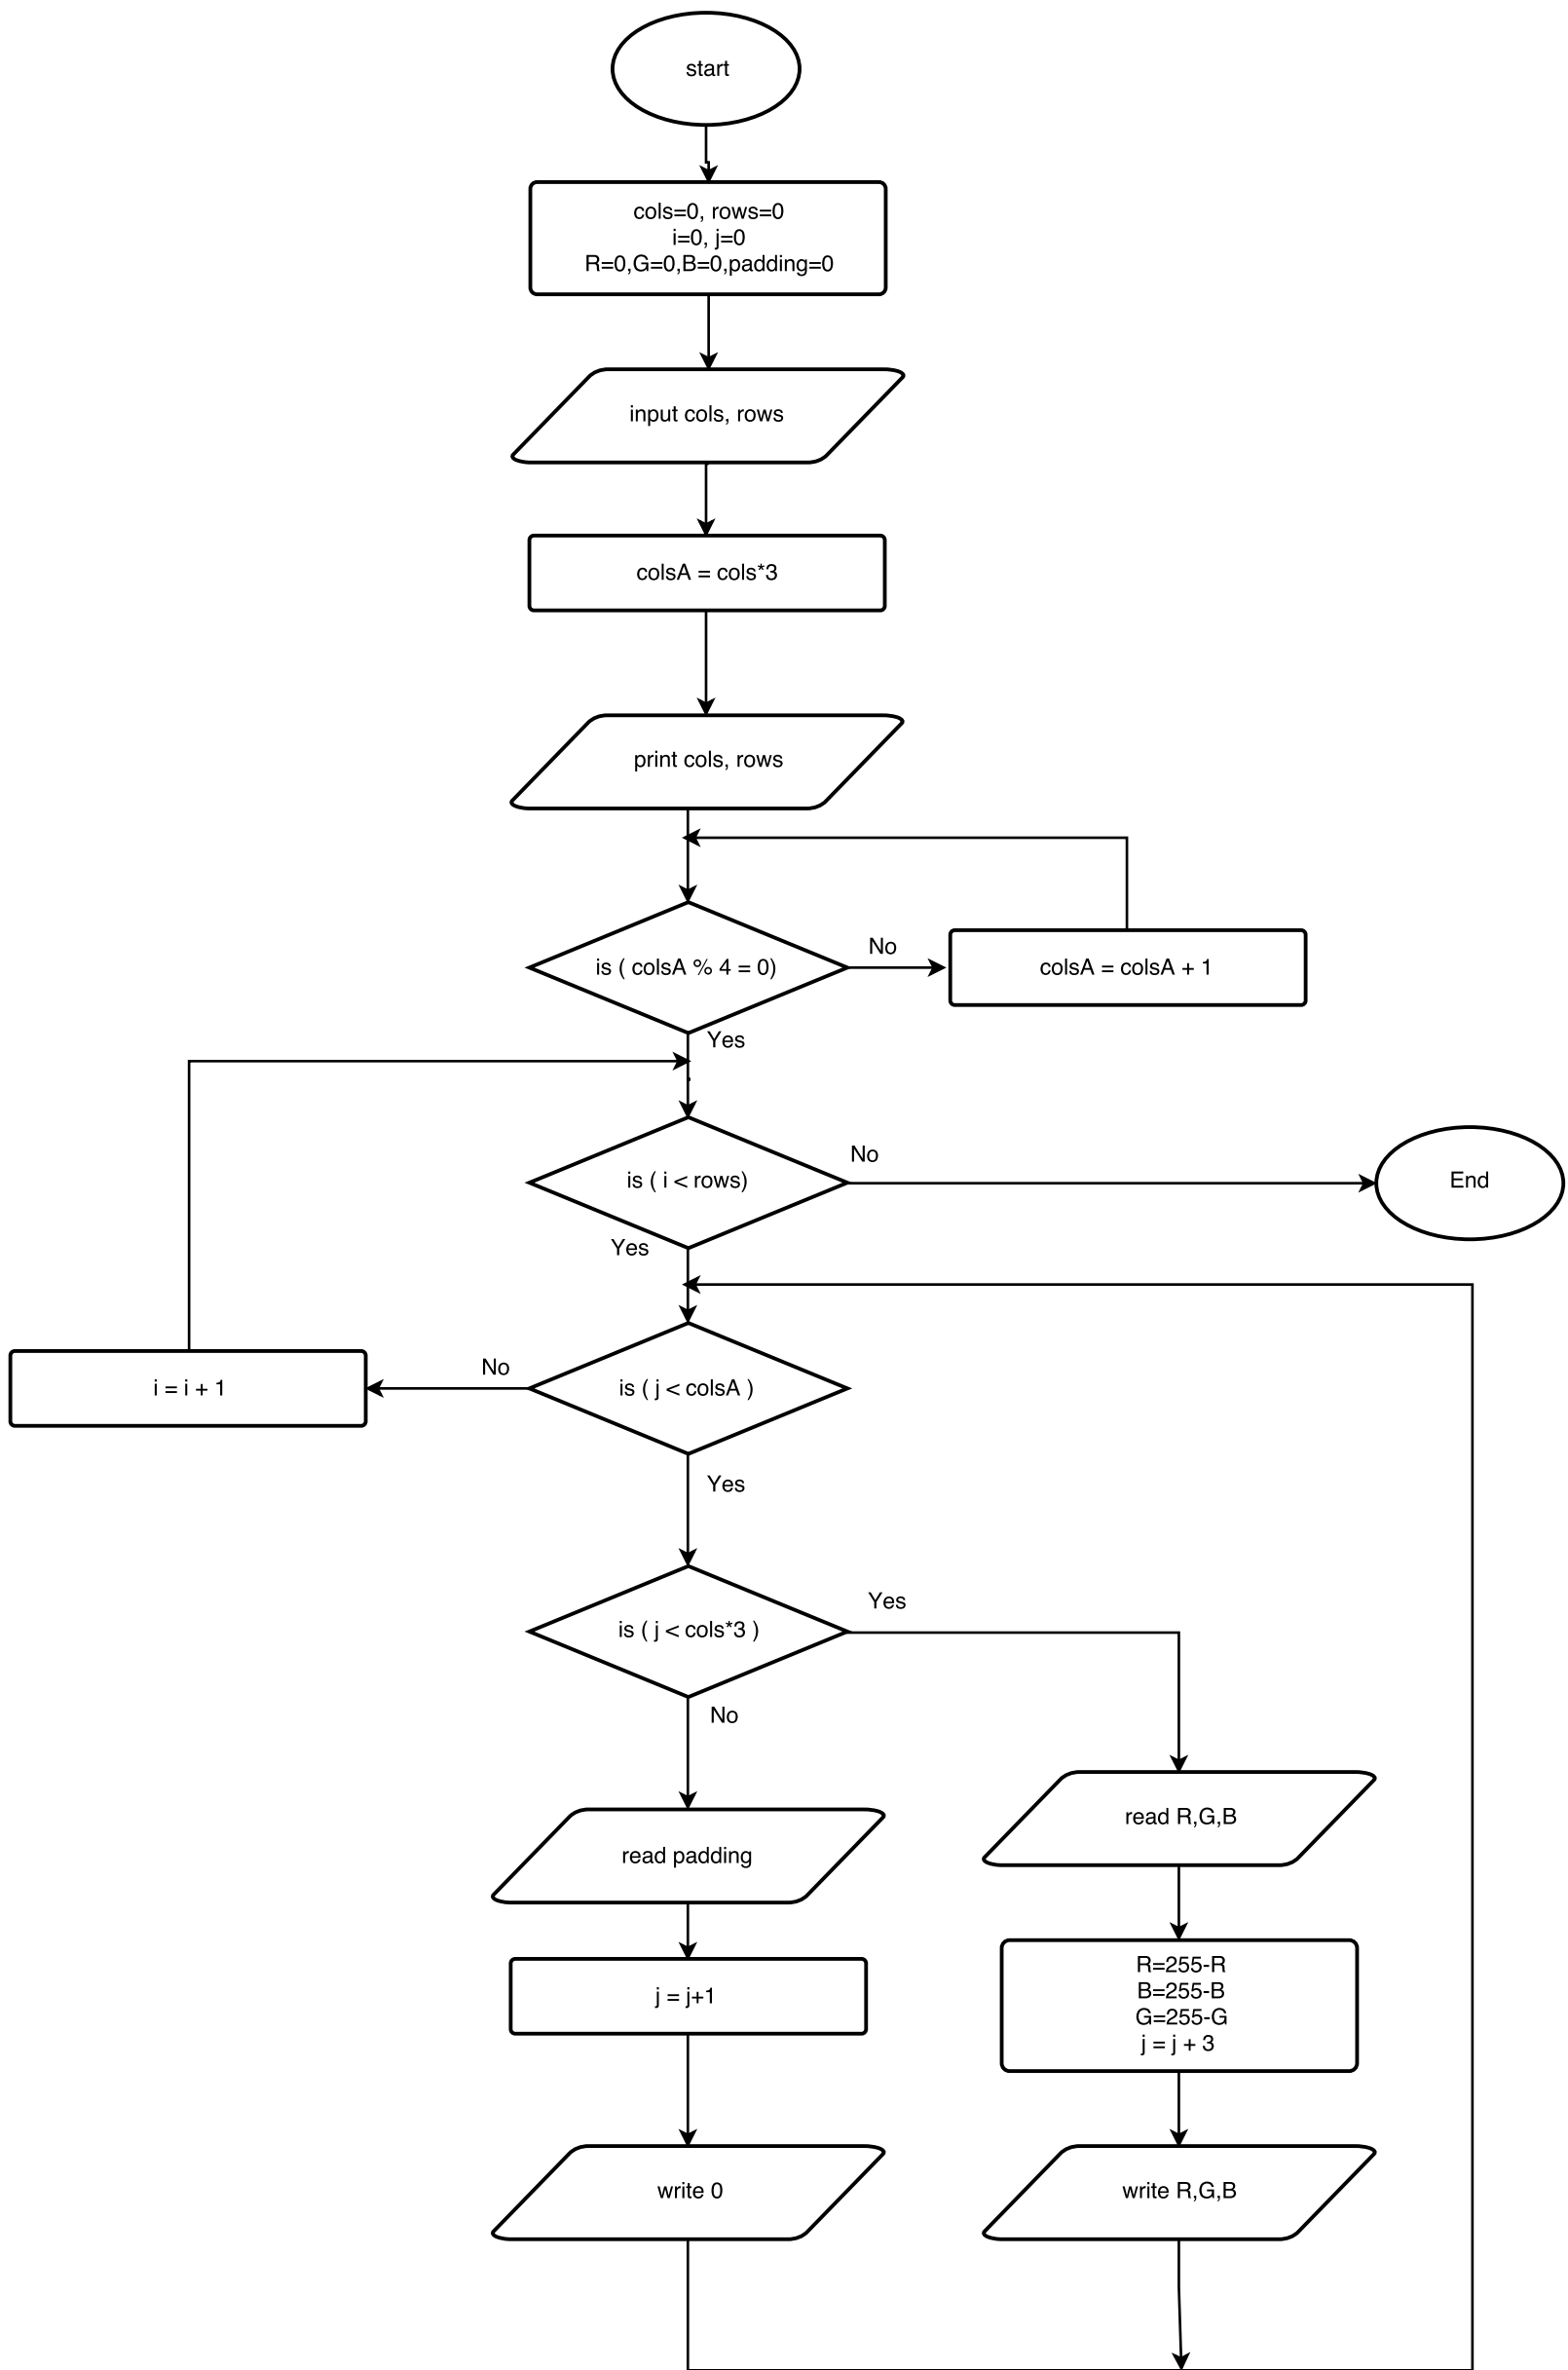 start
cols=0, rows=0
i=0, j=0
R=0,G=0,B=0,padding=0
input cols, rows
colsA = cols*3
print cols, rows
is ( colsA % 4 = 0)
No
colsA = colsA + 1
Yes
is ( i < rows)
No
End
Yes
is ( j < colsA )
No
i = i + 1
Yes
is ( j < cols*3 )
Yes
No
read R,G,B
read padding
R=255-R
B=255-B
G=255-G
j = j + 3
j = j+1
write 0
write R,G,B